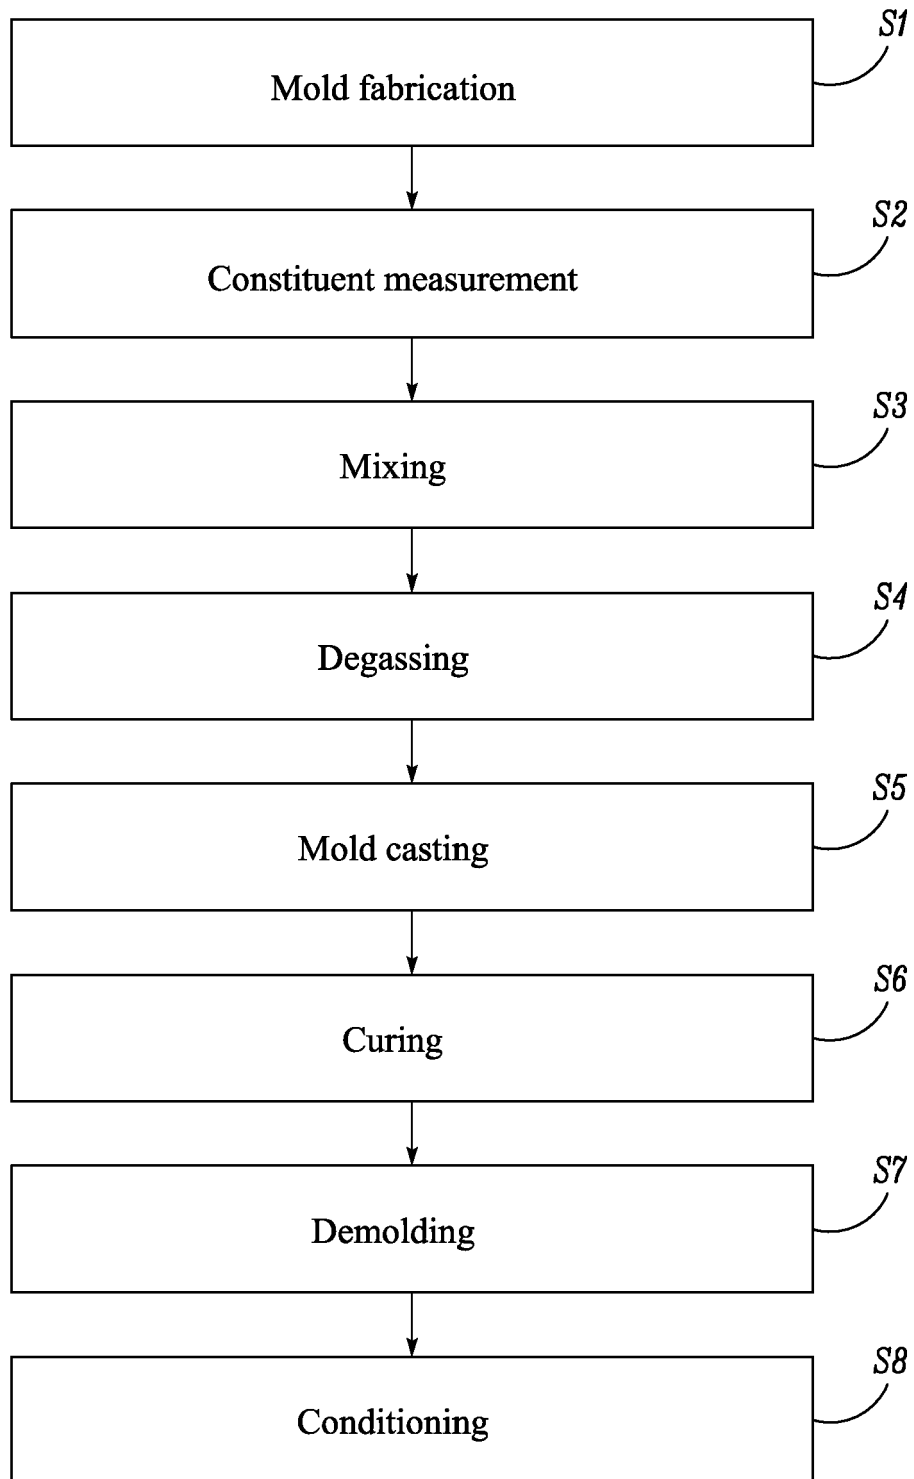 S1
Mold fabrication
S2
Constituent measurement
S3
Mixing
S4
Degassing
S5
Mold casting
S6
Curing
S7
Demolding
S8
Conditioning